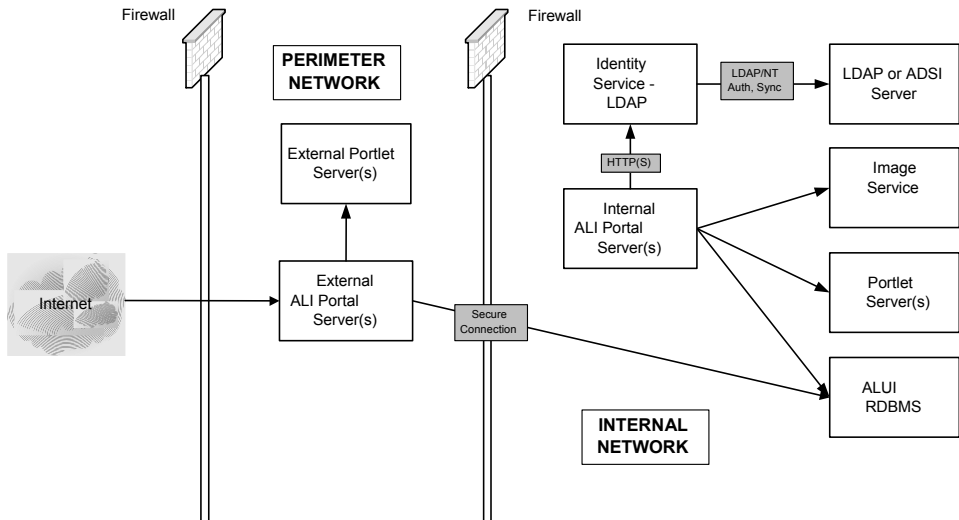 Firewall
Firewall
PERIMETER
NETWORK
Identity
Service -
LDAP
LDAP/NT
Auth, Sync
LDAP or ADSI
Server
External Portlet
Server(s)
HTTP(S)
Image
Service
Internal
ALI Portal
Server(s)
Internet
External
ALI Portal
Server(s)
Secure
Connection
Portlet
Server(s)
ALUI
RDBMS
INTERNAL
NETWORK